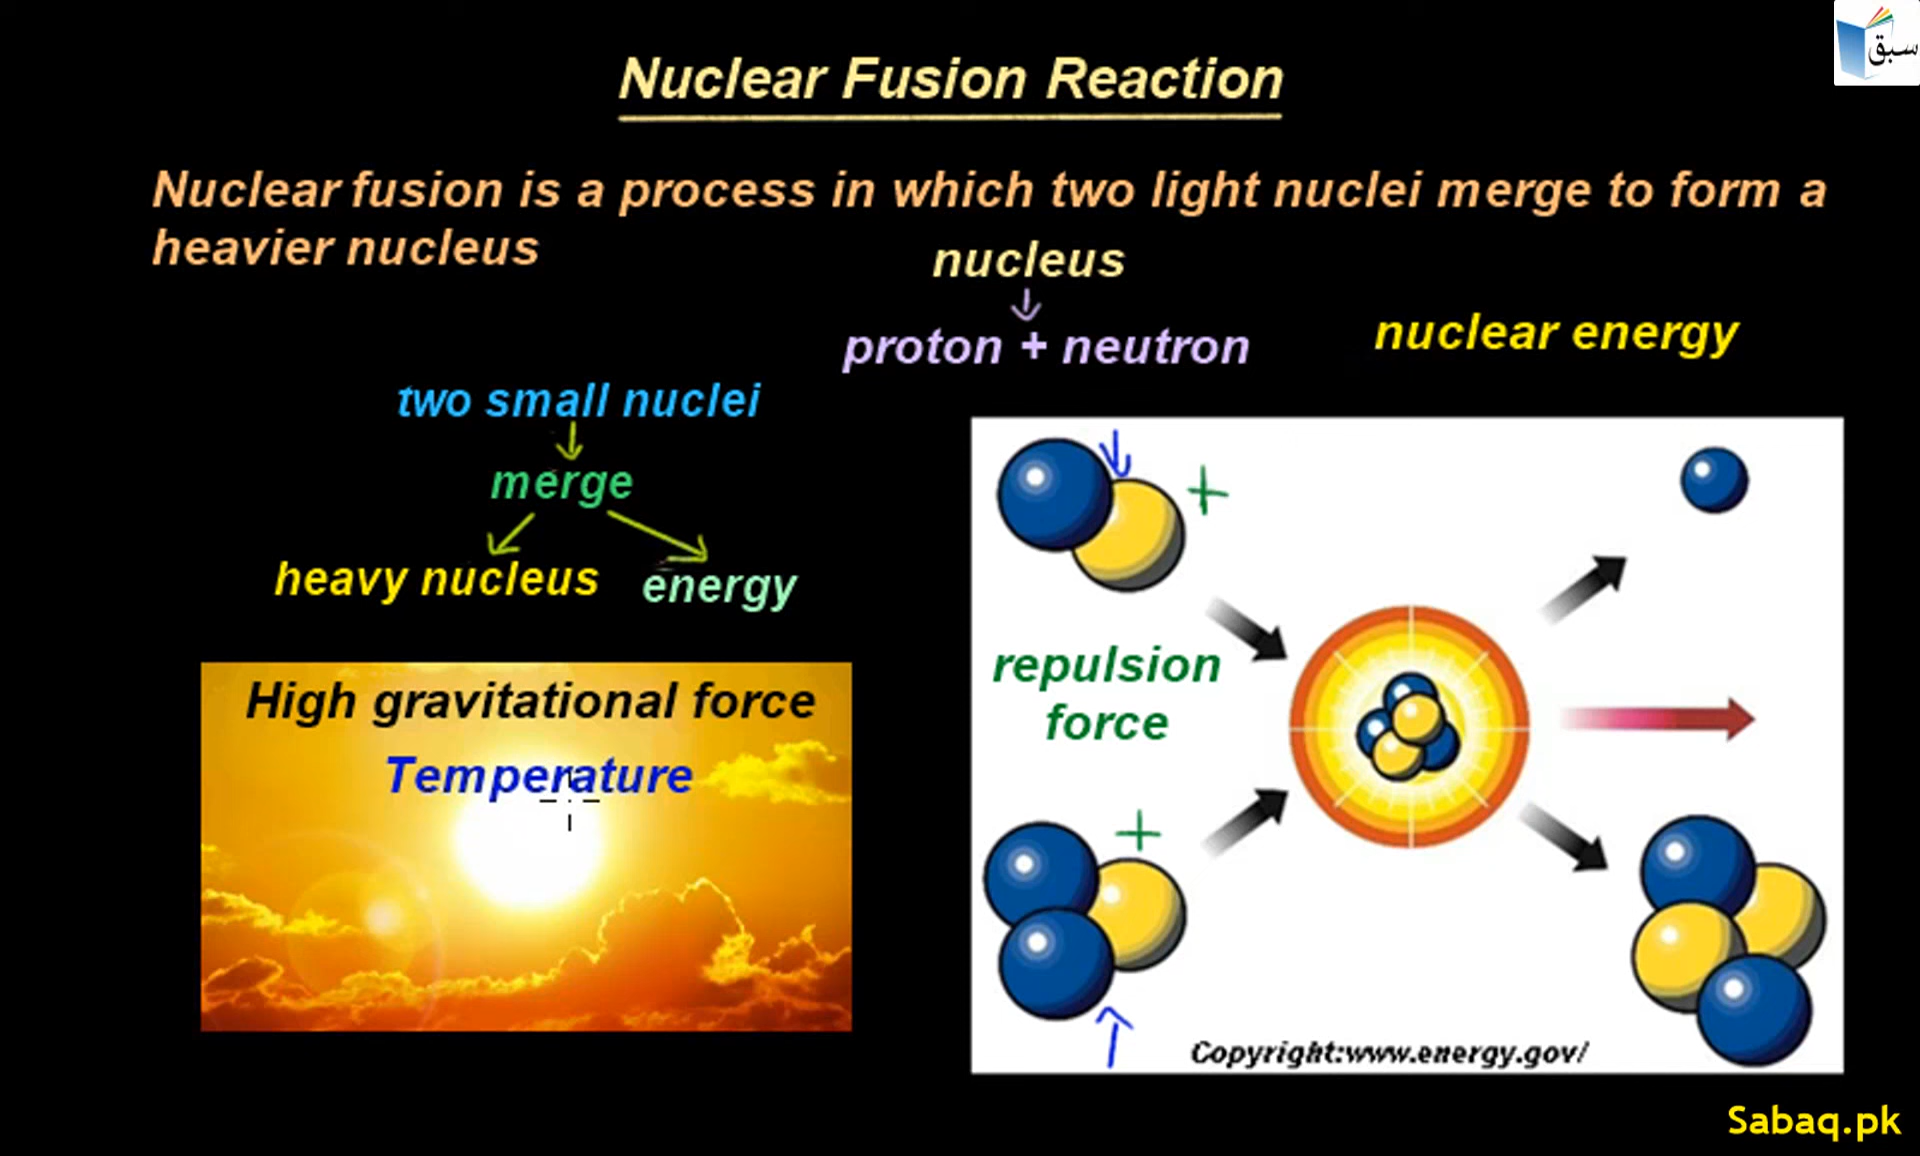 سبق
Nuclear Fusion Reaction
Nuclear fusion is a process in which two light nuclei merge to form a
heavier nucleus
nucleus
proton + neutron
nuclear energy
two small nuclei
merge
heavy nucleus
energy
High gravitational force
Temperature
+
repulsion
force
+
Copyright:www.energy.gov/
Sabaq.pk